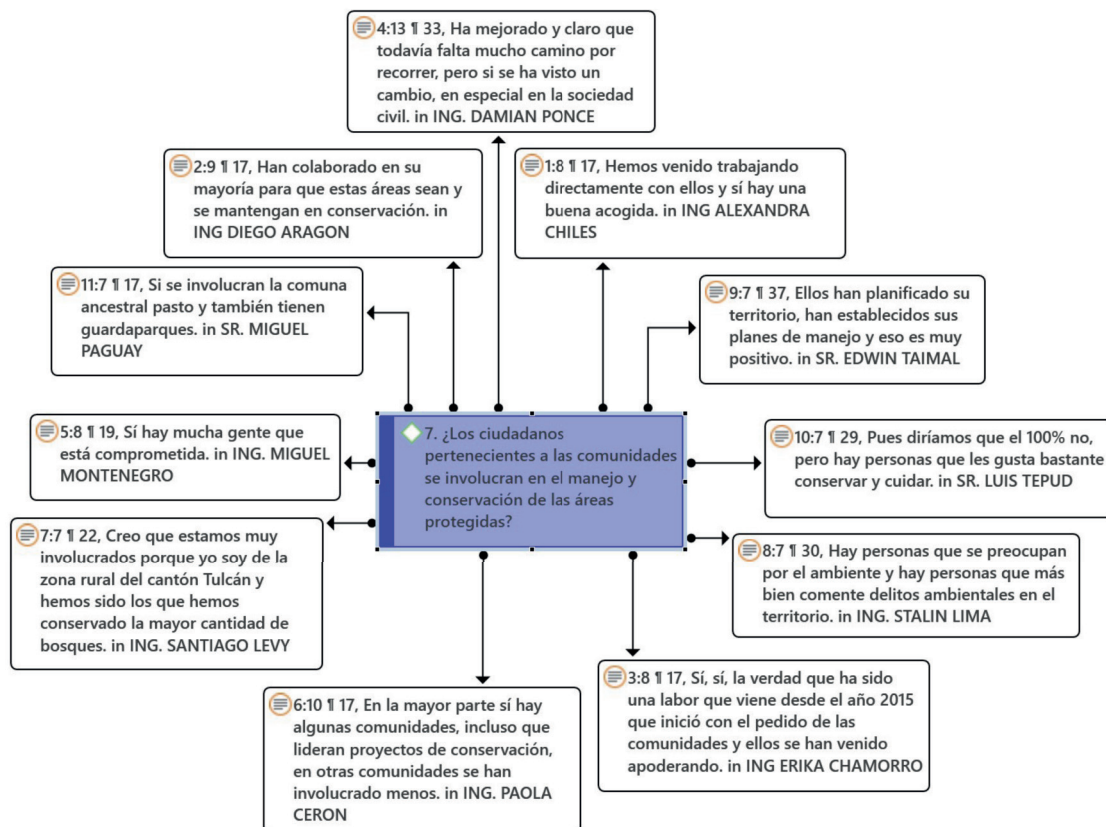 4:13 ¶ 33, Ha mejorado y claro que
todavía falta mucho camino por
recorrer, pero si se ha visto un
cambio, en especial en la sociedad
civil. in ING. DAMIAN PONCE
2:9 ¶ 17, Han colaborado en su
mayoría para que estas áreas sean y
se mantengan en conservación. in
ING DIEGO ARAGON
1:8 ¶ 17, Hemos venido trabajando
directamente con ellos y sí hay una
buena acogida. in ING ALEXANDRA
CHILES
11:7 ¶ 17, Si se involucran la comuna
ancestral pasto y también tienen
guardaparques. in SR. MIGUEL
PAGUAY
9:7 ¶ 37, Ellos han planificado su
territorio, han establecidos sus
planes de manejo y eso es muy
positivo. in SR. EDWIN TAIMAL
5:8 ¶ 19, Sí hay mucha gente que
está comprometida. in ING. MIGUEL
MONTENEGRO
7. ¿Los ciudadanos
pertenecientes a las comunidades
se involucran en el manejo y
conservación de las áreas
protegidas?
10:7 ¶ 29, Pues diríamos que el 100% no,
pero hay personas que les gusta bastante
conservar y cuidar. in SR. LUIS TEPUD
7:7 ¶ 22, Creo que estamos muy
involucrados porque yo soy de la
zona rural del cantón Tulcán y
hemos sido los que hemos
conservado la mayor cantidad de
bosques. in ING. SANTIAGO LEVY
8:7 ¶ 30, Hay personas que se preocupan
por el ambiente y hay personas que más
bien comente delitos ambientales en el
territorio. in ING. STALIN LIMA
6:10 ¶ 17, En la mayor parte sí hay
algunas comunidades, incluso que
lideran proyectos de conservación,
en otras comunidades se han
involucrado menos. in ING. PAOLA
CERON
3:8 ¶ 17, Sí, sí, la verdad que ha sido
una labor que viene desde el año 2015
que inició con el pedido de las
comunidades y ellos se han venido
apoderando. in ING ERIKA CHAMORRO